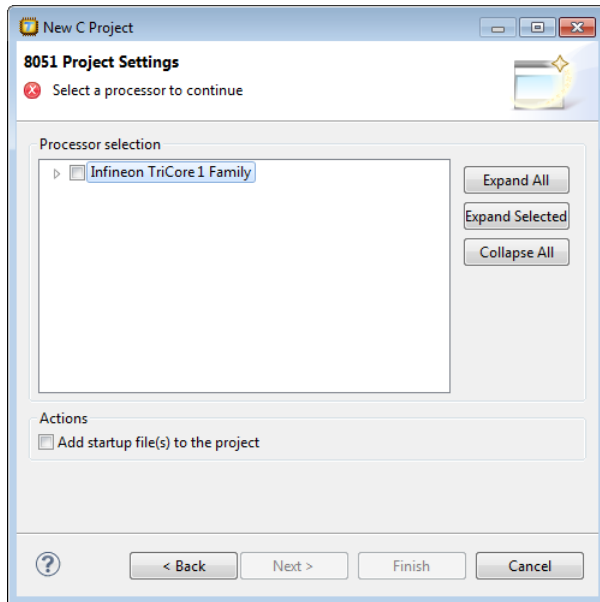 New C Project
8051 Project Settings
Select a processor to continue
Processor selection
Infineon TriCore 1 Family
Expand All
Expand Selected
Collapse All
Actions
Add startup file(s) to the project
?
< Back
Next >
Finish
Cancel